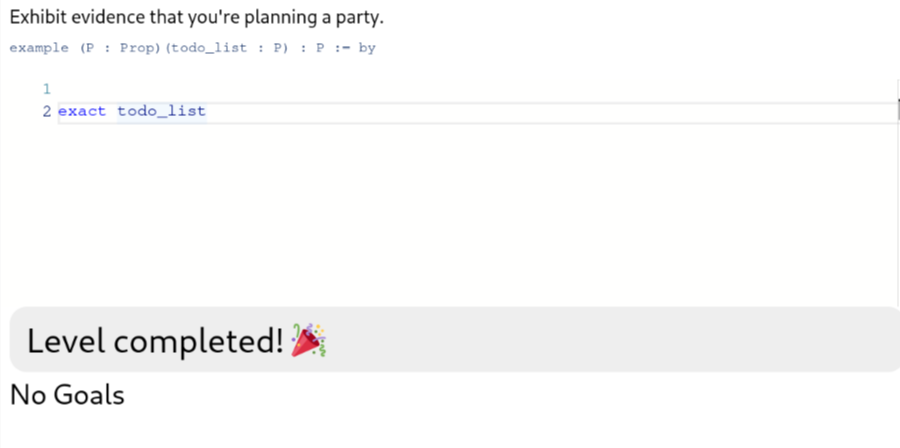 Exhibit evidence that you're planning a party.
example (P : Prop)(todo_list : P) : P := by
1
2 exact todo_list
Level completed! 🎉
No Goals